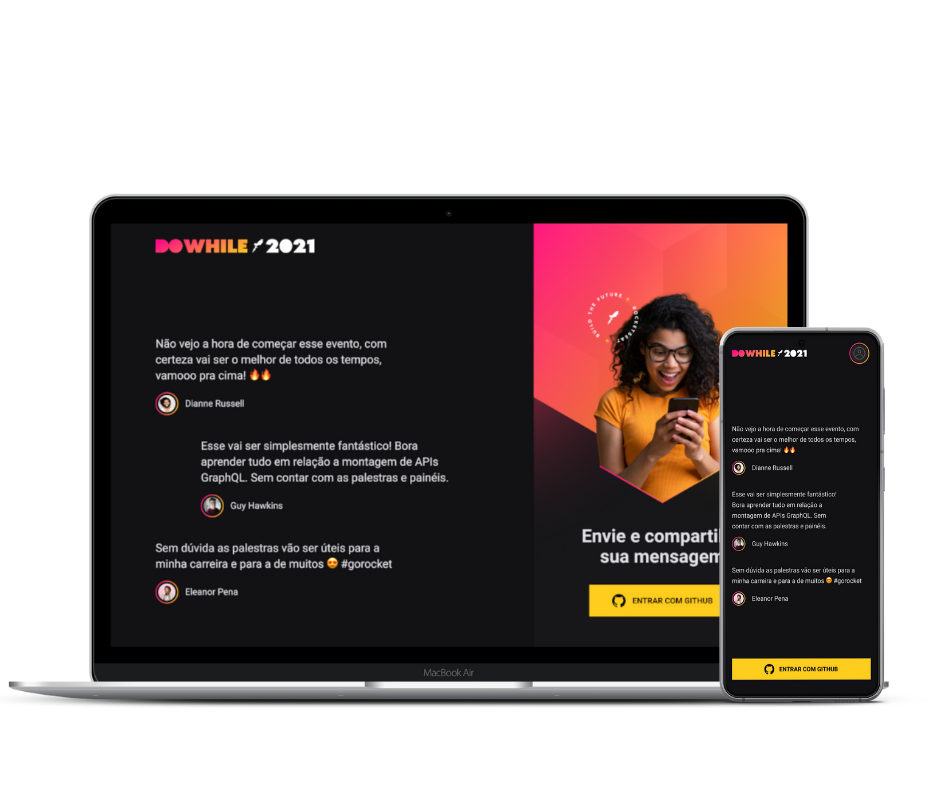 DOWHILE 2021
Não vejo a hora de começar esse evento, com
certeza vai ser o melhor de todos os tempos,
vamooo pra cima! 🔥🔥
Dianne Russell
Esse vai ser simplesmente fantástico! Bora
aprender tudo em relação a montagem de APIs
GraphQL. Sem contar com as palestras e painéis.
Guy Hawkins
Sem dúvida as palestras vão ser úteis para a
minha carreira e para a de muitos 😍 #gorocket
Eleanor Pena
BUILD THE FUTURE • ROCKETSEAT
Envie e comparti
sua mensagem
ENTRAR COM GITHUB
MacBook Air
DOWHILE 2021
Não vejo a hora de começar esse evento, com
certeza vai ser o melhor de todos os tempos,
vamooo pra cima! 🔥🔥
Dianne Russell
Esse vai ser simplesmente fantástico!
Bora aprender tudo em relação a
montagem de APIs GraphQL. Sem
contar com as palestras e painéis.
Guy Hawkins
Sem dúvida as palestras vão ser úteis para a
minha carreira e para a de muitos 😍 #gorocket
Eleanor Pena
ENTRAR COM GITHUB